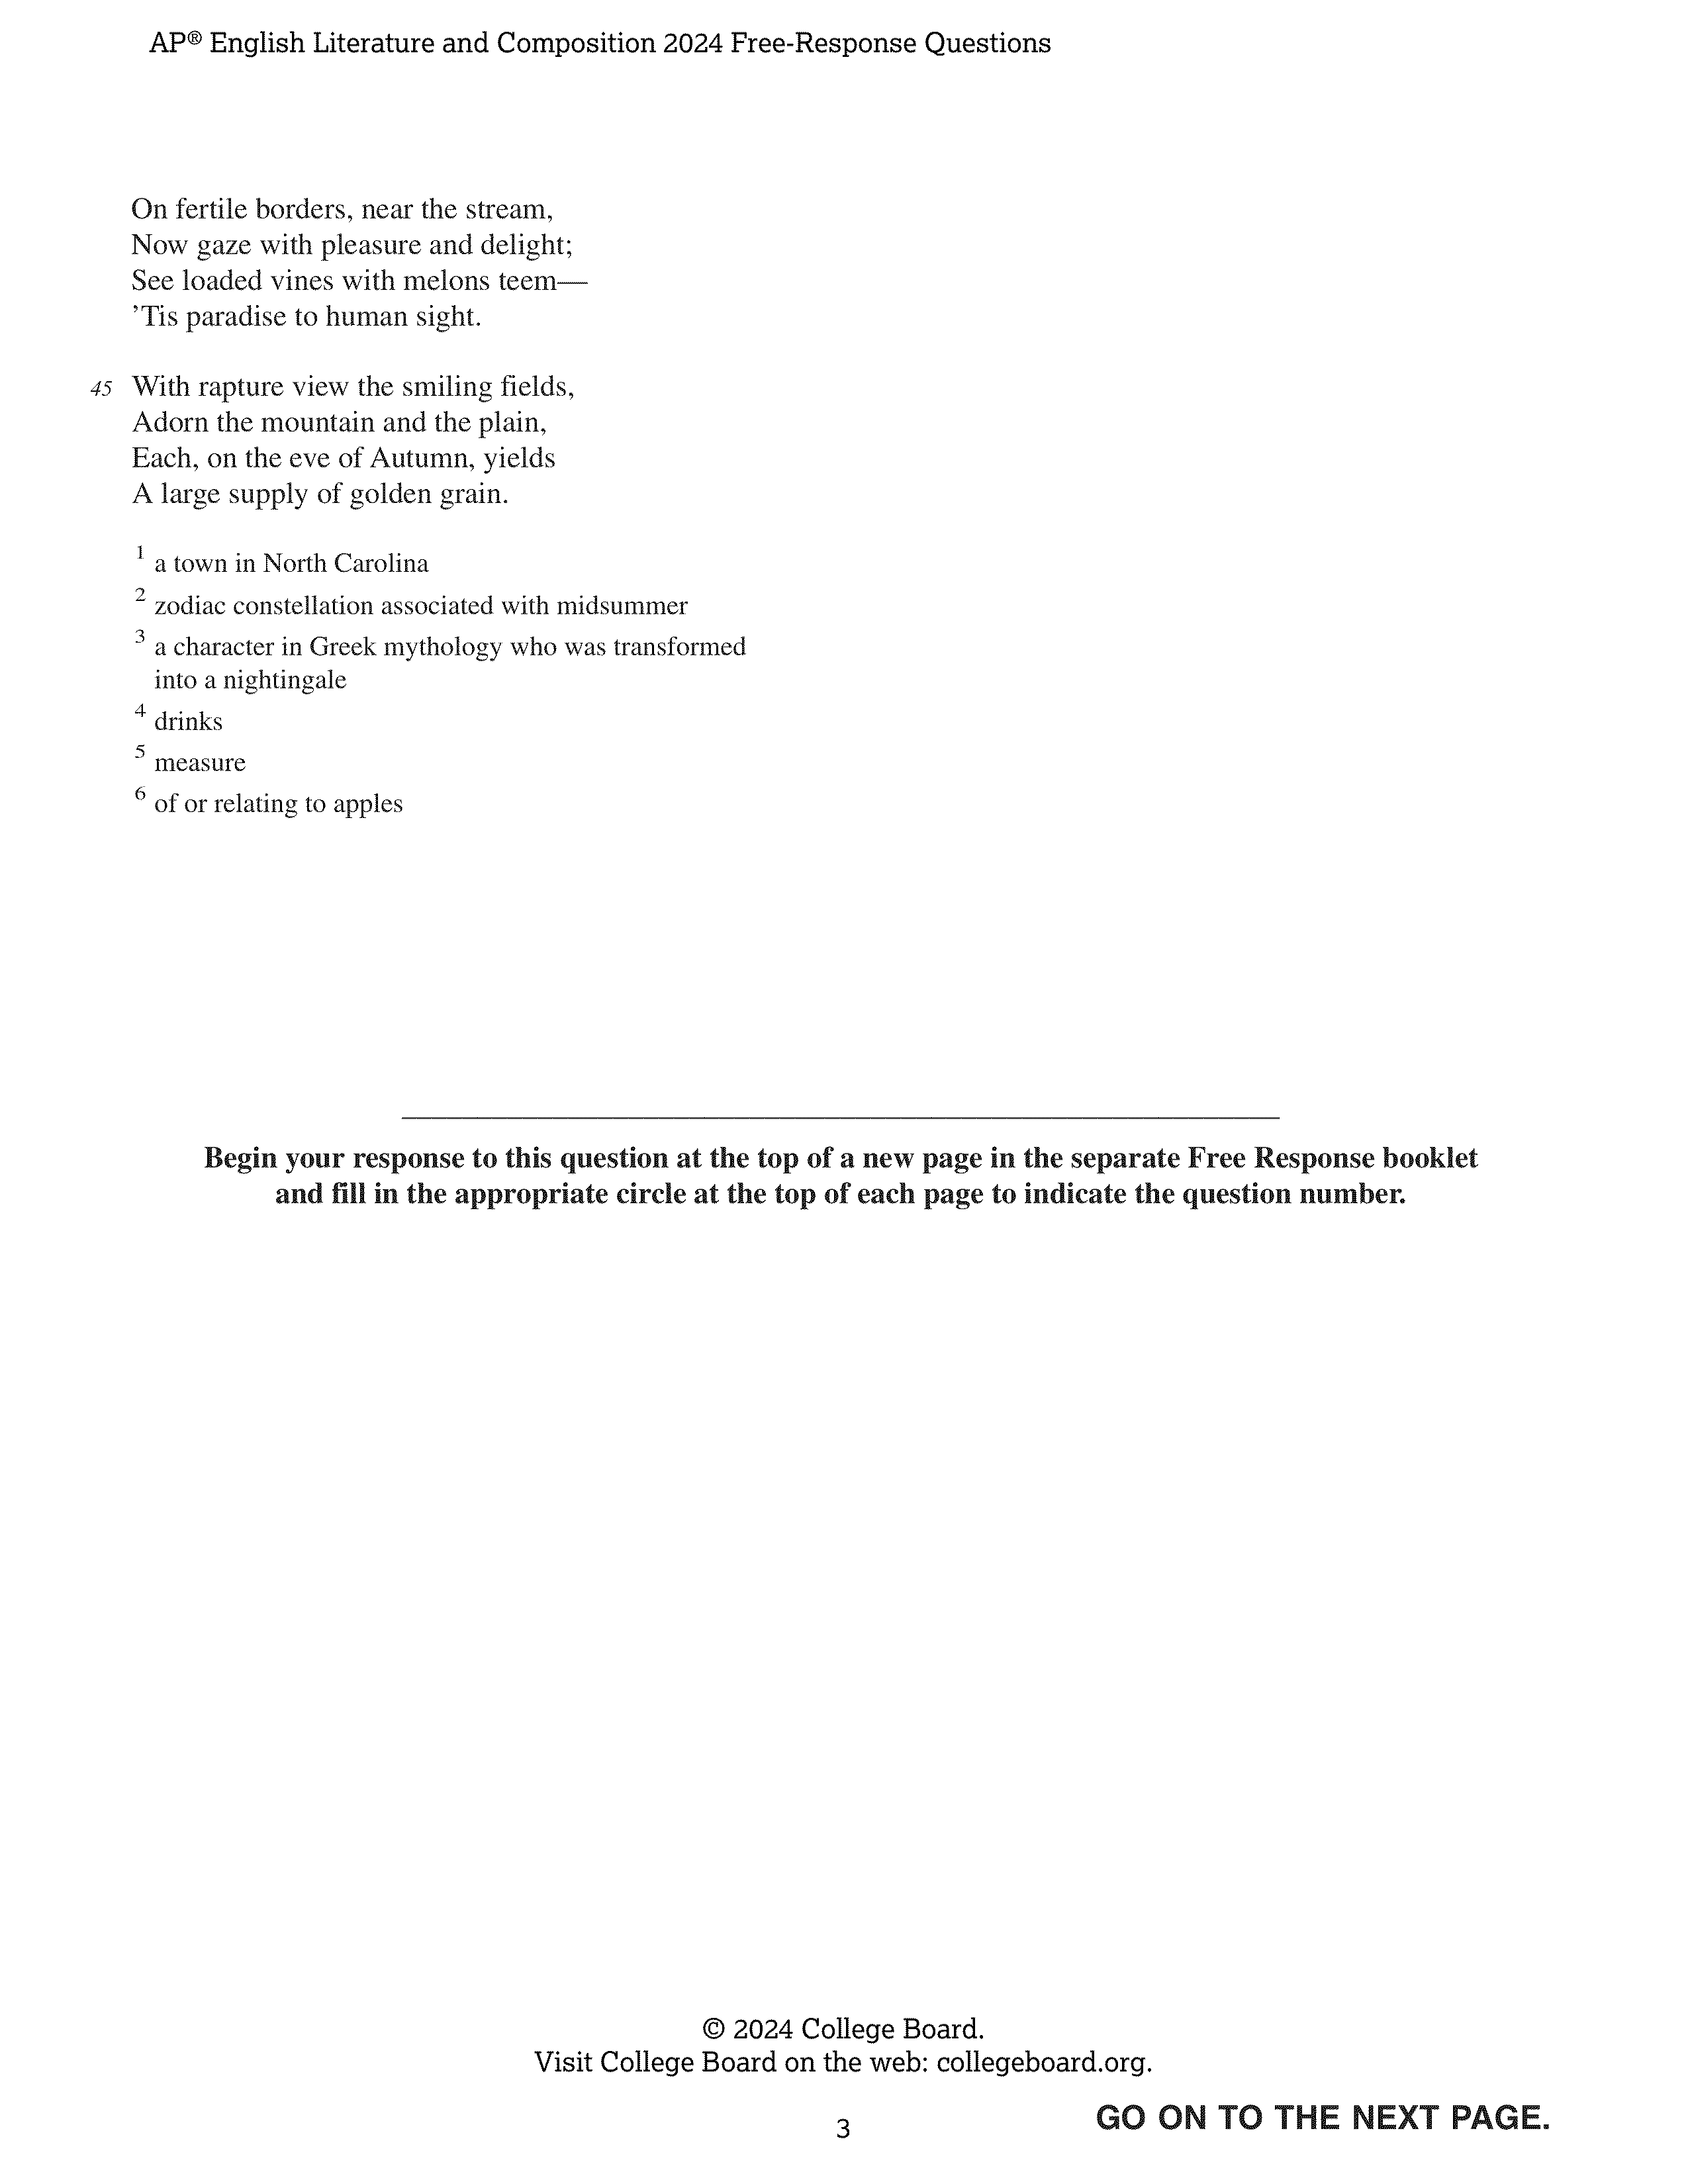 AP® English Literature and Composition 2024 Free-Response Questions
On fertile borders, near the stream,
Now gaze with pleasure and delight;
See loaded vines with melons teem—
’Tis paradise to human sight.
45 With rapture view the smiling fields,
Adorn the mountain and the plain,
Each, on the eve of Autumn, yields
A large supply of golden grain.
1 a town in North Carolina
2 zodiac constellation associated with midsummer
3 a character in Greek mythology who was transformed
into a nightingale
4 drinks
5 measure
6 of or relating to apples
Begin your response to this question at the top of a new page in the separate Free Response booklet
and fill in the appropriate circle at the top of each page to indicate the question number.
© 2024 College Board.
Visit College Board on the web: collegeboard.org.
GO ON TO THE NEXT PAGE.
3